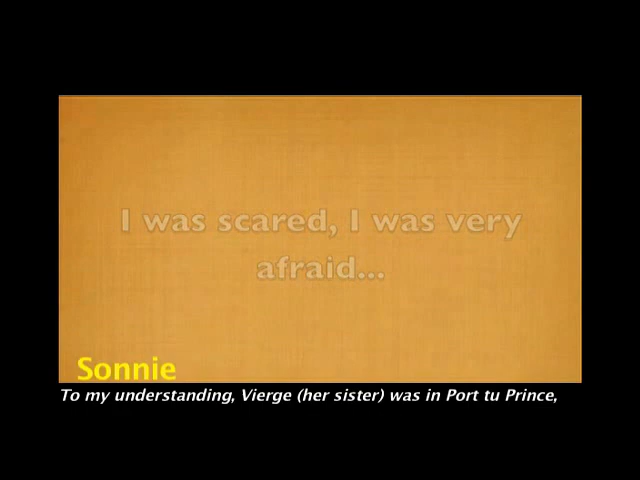 I was scared, I was very
afraid...
Sonnie
To my understanding, Vierge (her sister) was in Port tu Prince,